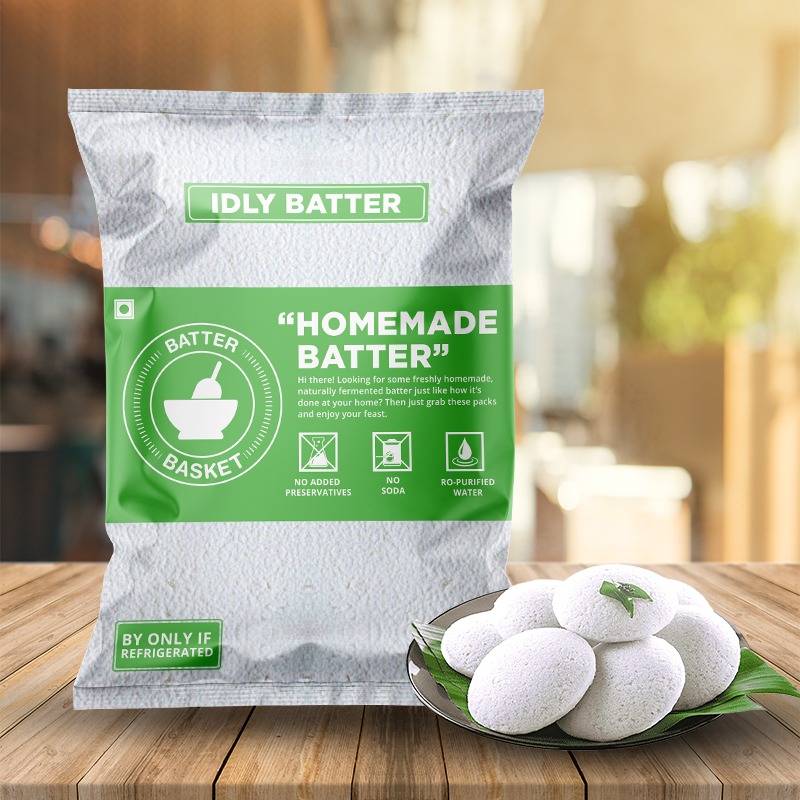 IDLY BATTER
BATTER
BASKET
“HOMEMADE
BATTER”
Hi there! Looking for some freshly homemade,
naturally fermented batter just like how it's
done at your home? Then just grab these packs
and enjoy your feast.
NO ADDED
PRESERVATIVES
NO
SODA
RO-PURIFIED
WATER
BY ONLY IF
REFRIGERATED